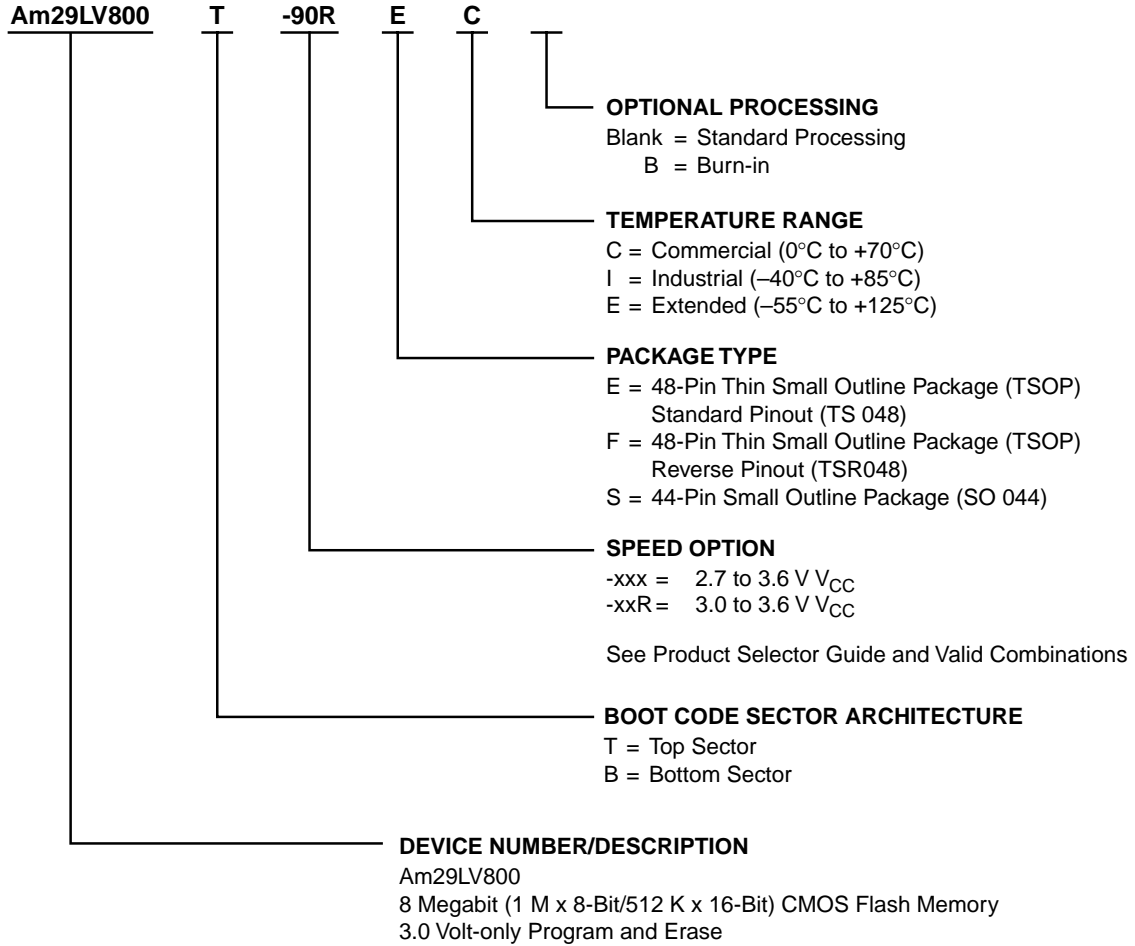 Am29LV800 T -90R E C
OPTIONAL PROCESSING
Blank = Standard Processing
B = Burn-in
TEMPERATURE RANGE
C = Commercial (0°C to +70°C)
I = Industrial (–40°C to +85°C)
E = Extended (–55°C to +125°C)
PACKAGE TYPE
E = 48-Pin Thin Small Outline Package (TSOP)
Standard Pinout (TS 048)
F = 48-Pin Thin Small Outline Package (TSOP)
Reverse Pinout (TSR048)
S = 44-Pin Small Outline Package (SO 044)
SPEED OPTION
-xxx = 2.7 to 3.6 V VCC
-xxR = 3.0 to 3.6 V VCC
See Product Selector Guide and Valid Combinations
BOOT CODE SECTOR ARCHITECTURE
T = Top Sector
B = Bottom Sector
DEVICE NUMBER/DESCRIPTION
Am29LV800
8 Megabit (1 M x 8-Bit/512 K x 16-Bit) CMOS Flash Memory
3.0 Volt-only Program and Erase